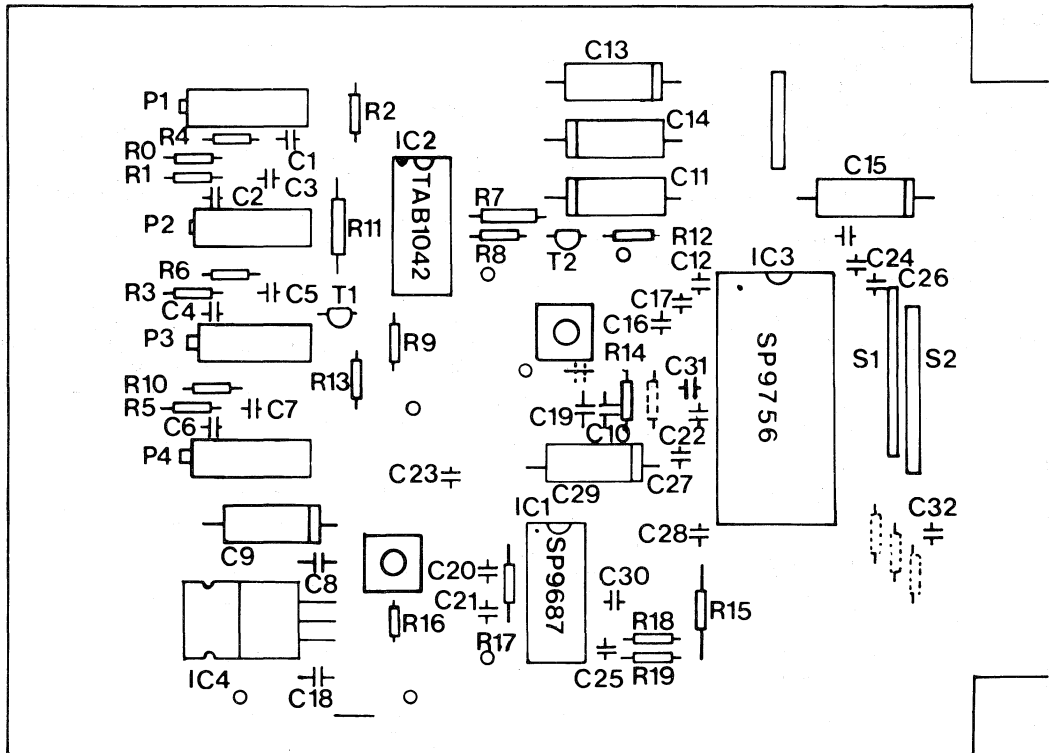 C13
P1
R2
C14
R4
IC2
R0
C1
R1
C3
C15
TAB1042
C11
C2
R7
P2
R11
R12
R8
T2
IC3
C24
C12
R6
C26
R3
C5
T1
C17
C4
C16
P3
R9
R14
SP9756
S1
S2
R13
C31
R10
R5
C7
C19
C6
C10
C22
P4
C23
C29
C27
IC1
C32
C28
C9
SP9687
C8
C20
C30
C21
R15
R16
R17
R18
C25
R19
IC4
C18